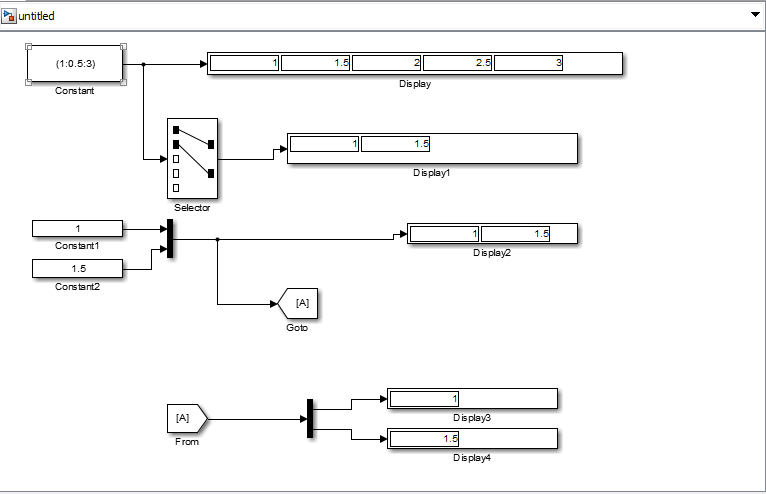 untitled
(1:0.5:3)
Constant
1 1.5 2 2.5 3
Display
Selector
1 1.5
Display1
1
Constant1
1.5
Constant2
1 1.5
Display2
[A]
Goto
[A]
From
1
Display3
1.5
Display4